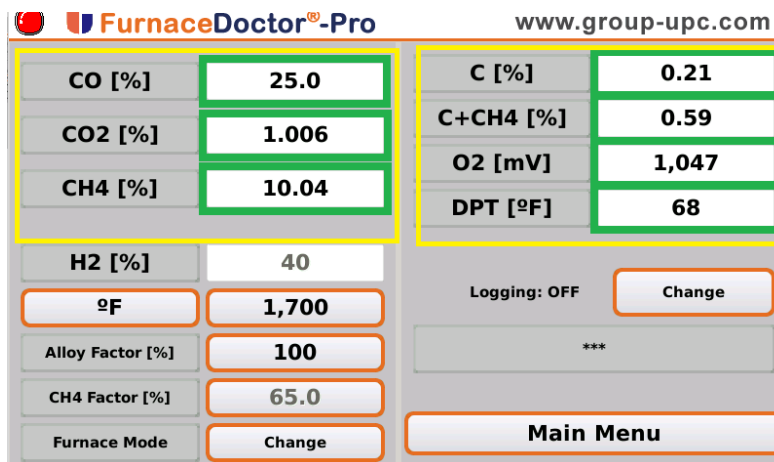 FurnaceDoctor®-Pro
www.group-upc.com
CO [%] 25.0
CO2 [%] 1.006
CH4 [%] 10.04
H2 [%] 40
ºF 1,700
Alloy Factor [%] 100
CH4 Factor [%] 65.0
Furnace Mode Change
C [%] 0.21
C+CH4 [%] 0.59
O2 [mV] 1,047
DPT [ºF] 68
Logging: OFF Change
***
Main Menu